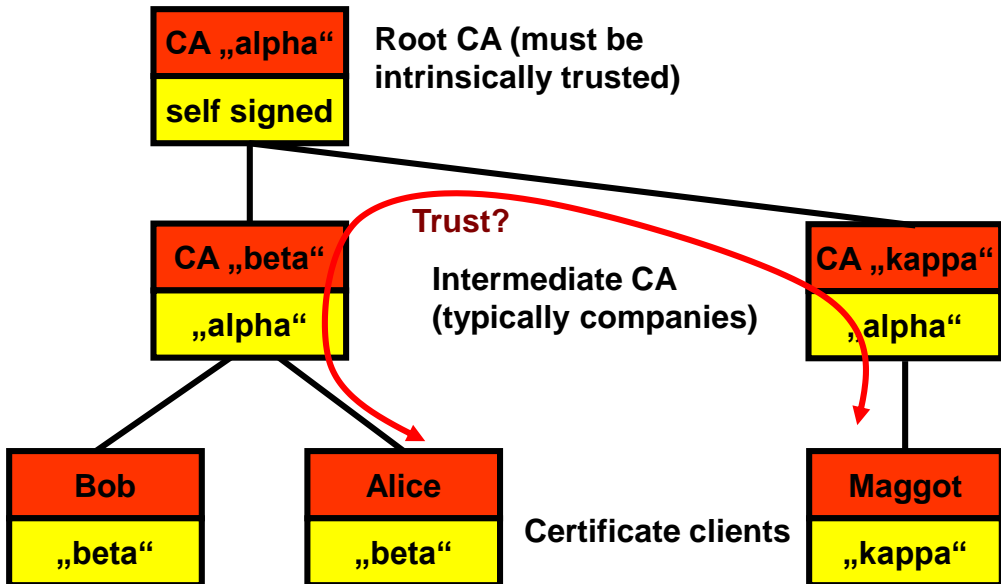 CA „alpha“
self signed
Root CA (must be
intrinsically trusted)
Trust?
CA „beta“
„alpha“
Intermediate CA
(typically companies)
CA „kappa“
„alpha“
Bob
„beta“
Alice
„beta“
Certificate clients
Maggot
„kappa“